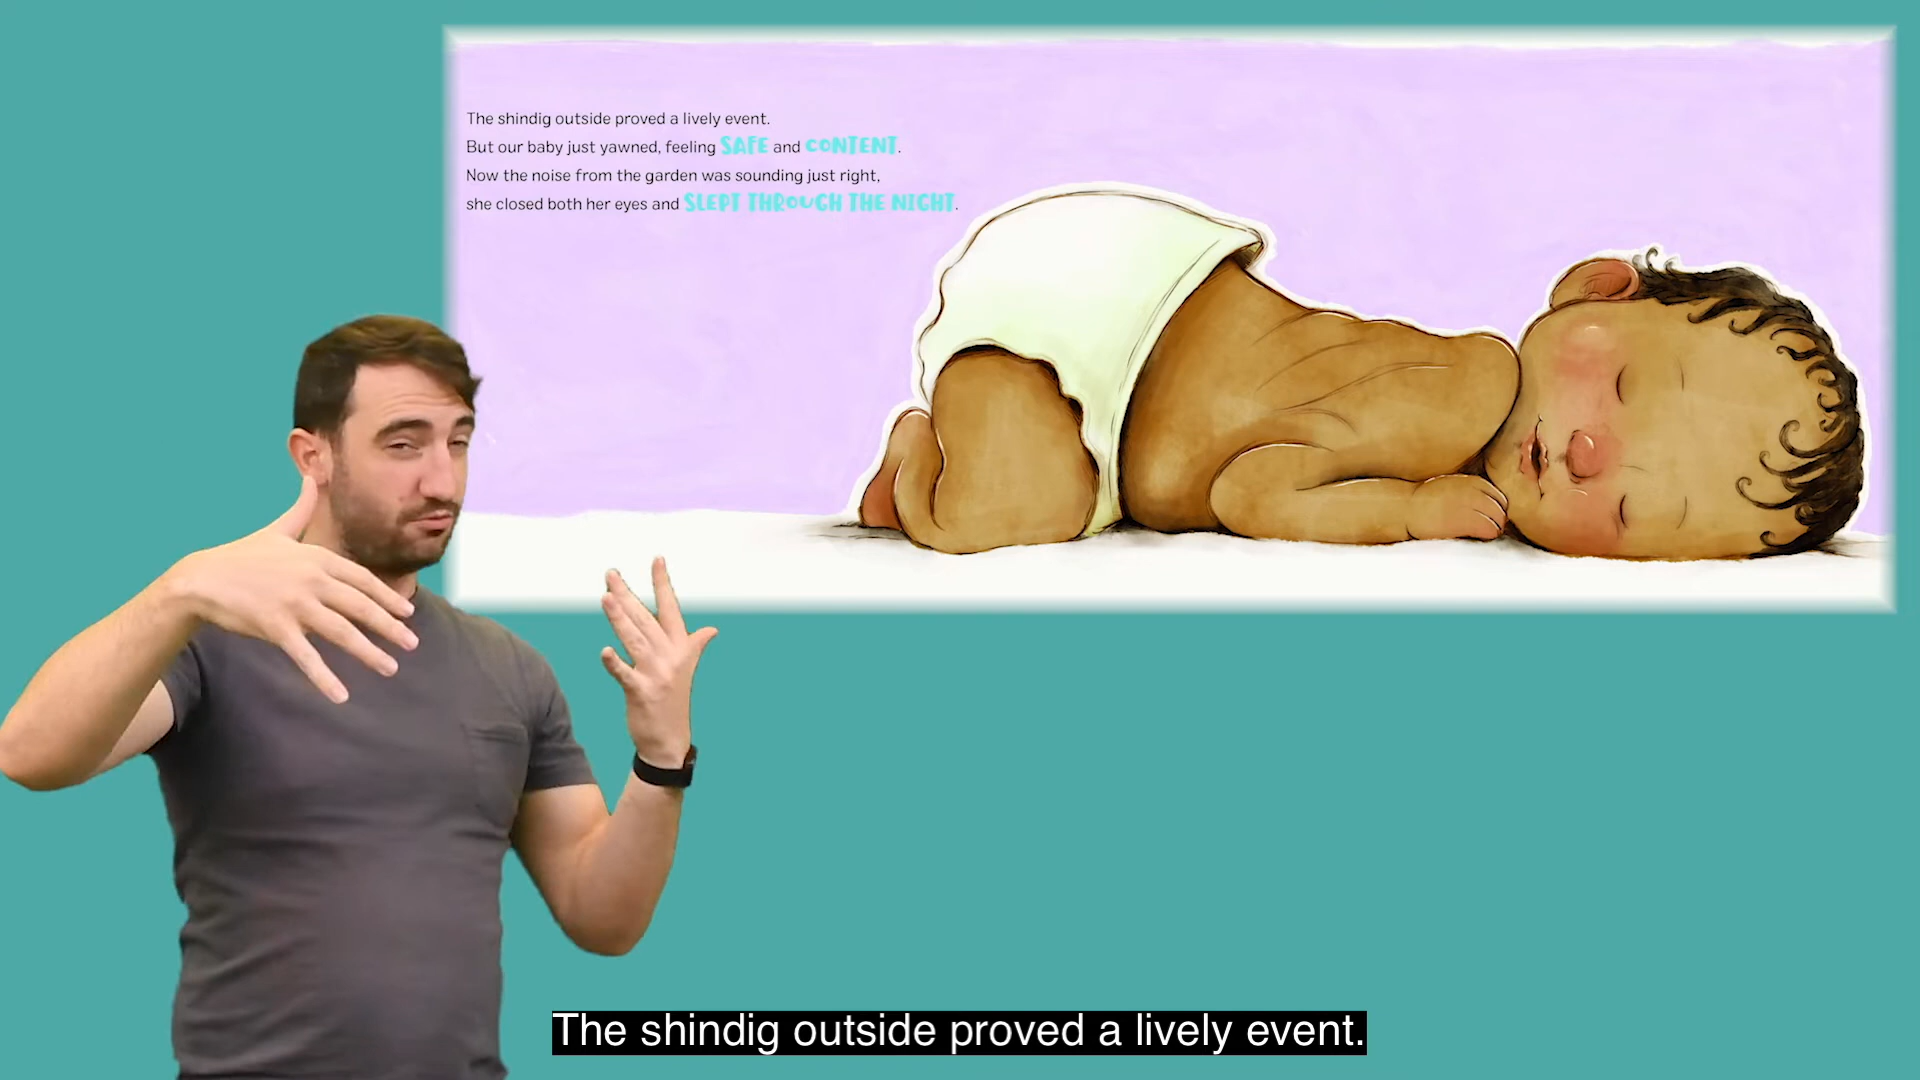 The shindig outside proved a lively event.
But our baby just yawned, feeling SAFE and CONTENT.
Now the noise from the garden was sounding just right,
she closed both her eyes and SLEPT THROUGH THE NIGHT.
The shindig outside proved a lively event.